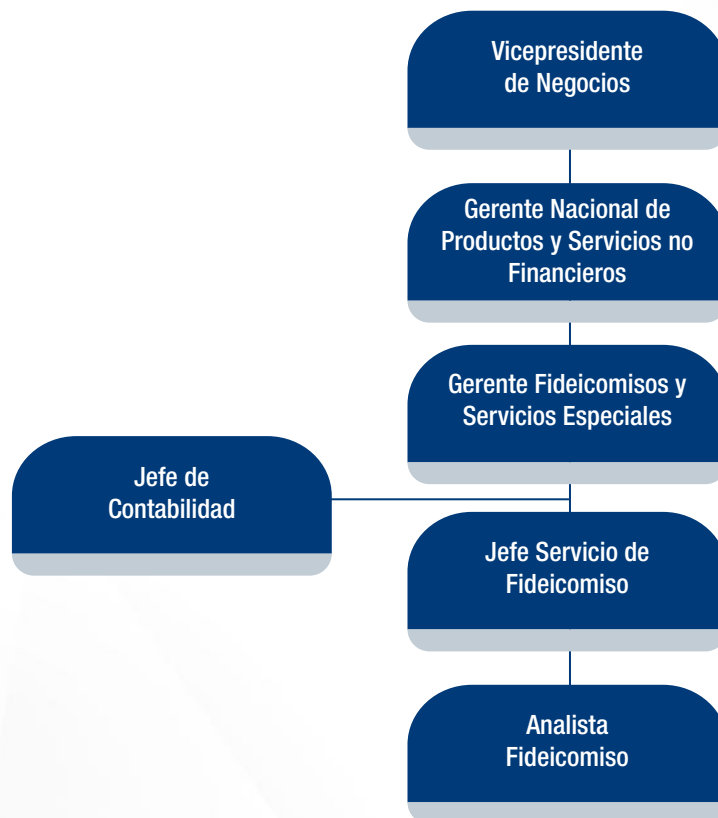 Vicepresidente
de Negocios
Gerente Nacional de
Productos y Servicios no
Financieros
Gerente Fideicomisos y
Servicios Especiales
Jefe de
Contabilidad
Jefe Servicio de
Fideicomiso
Analista
Fideicomiso